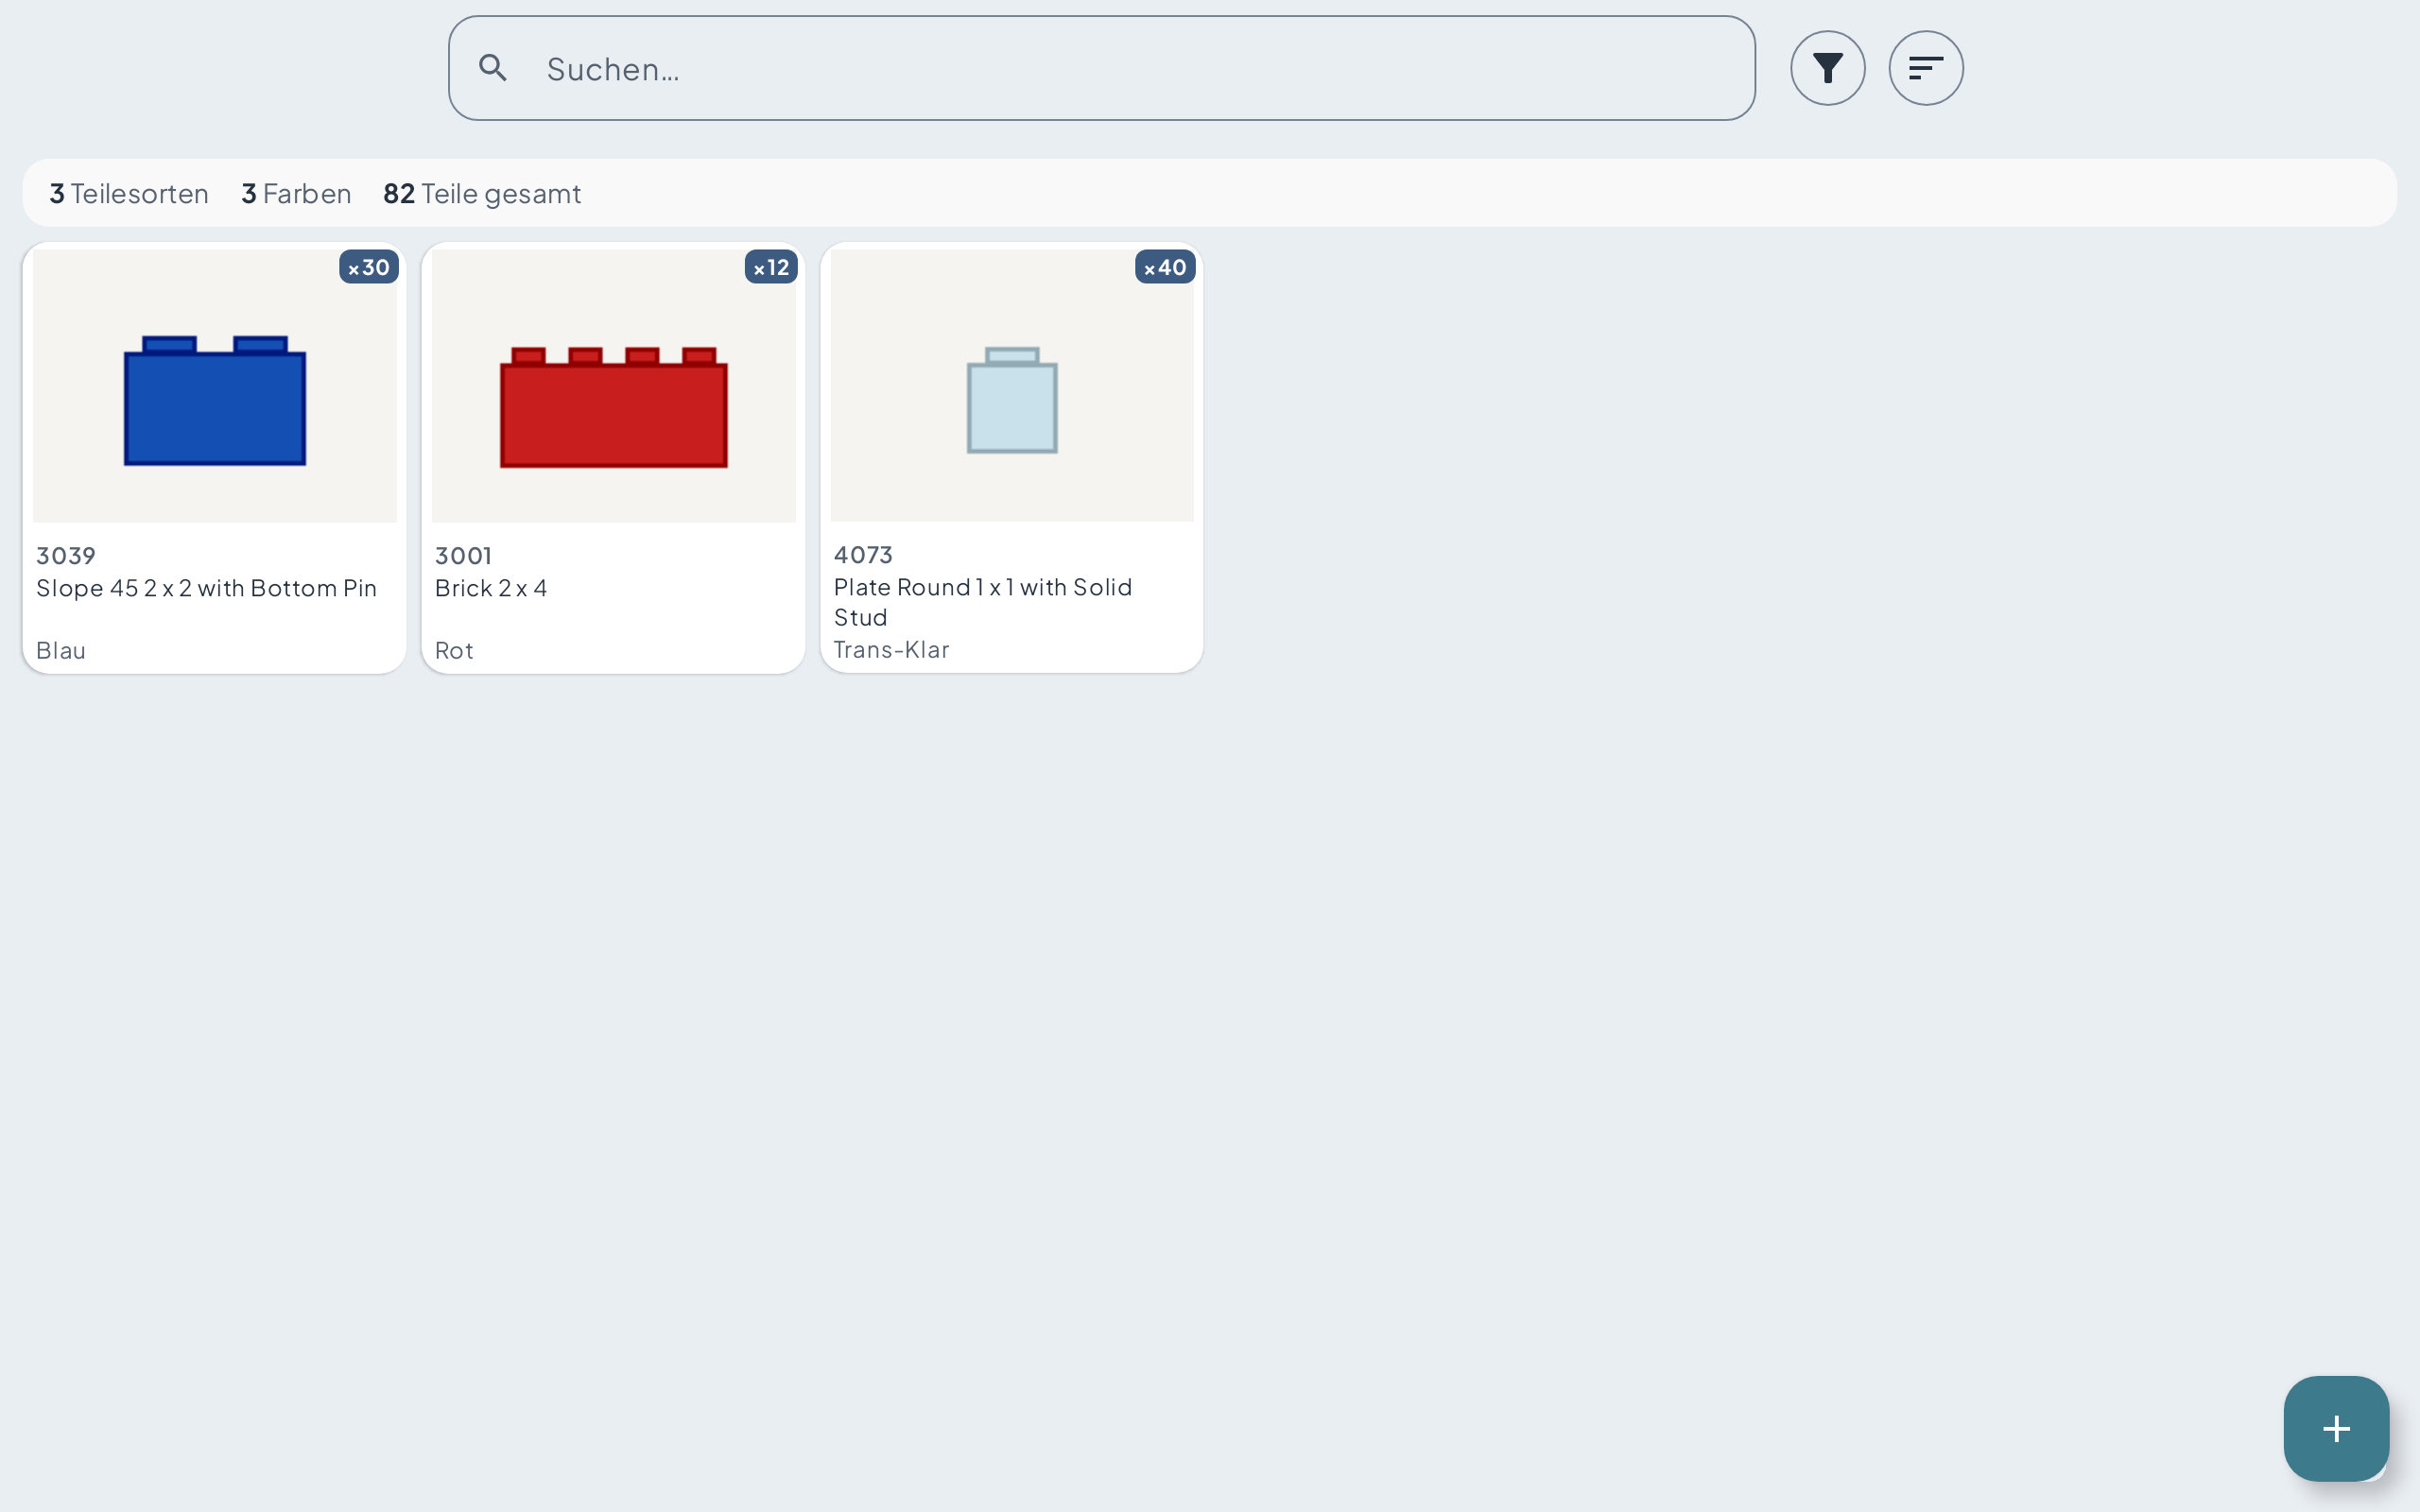 Suchen...
3 Teilesorten 3 Farben 82 Teile gesamt
×30
3039
Slope 45 2 x 2 with Bottom Pin
Blau
×12
3001
Brick 2 x 4
Rot
×40
4073
Plate Round 1 x 1 with Solid
Stud
Trans-Klar